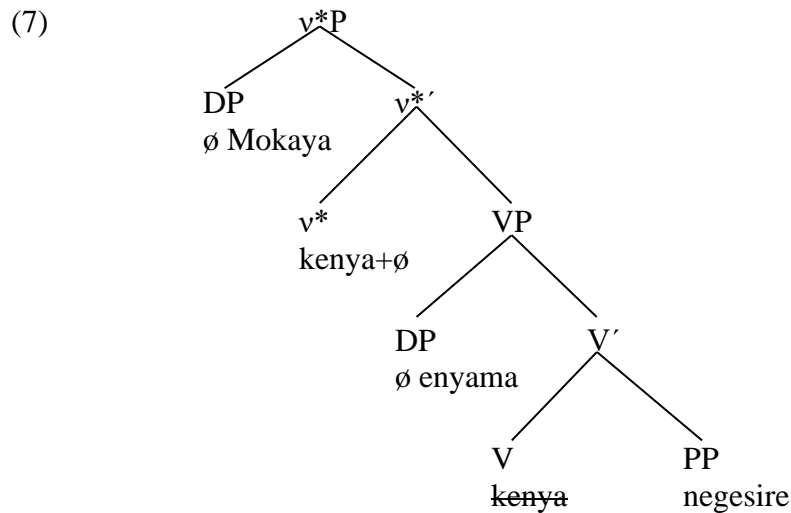 (7)
ν*P
DP
ν*´
ø Mokaya
ν*
VP
kenya+ø
DP
V´
ø enyama
V
PP
kenya
negesire